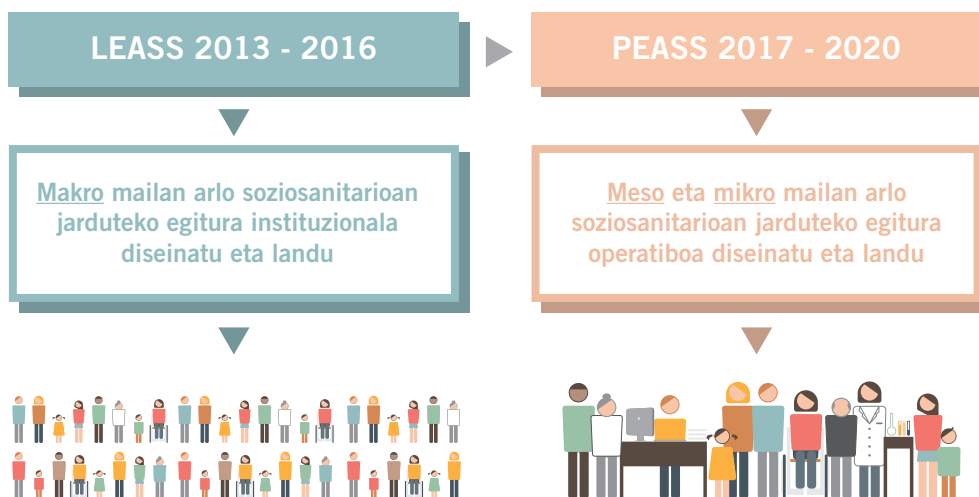 LEASS 2013 - 2016
PEASS 2017 - 2020
Makro mailan arlo soziosanitarioan
jarduteko egitura instituzionala
diseinatu eta landu
Meso eta mikro mailan arlo
soziosanitarioan jarduteko egitura
operatiboa diseinatu eta landu